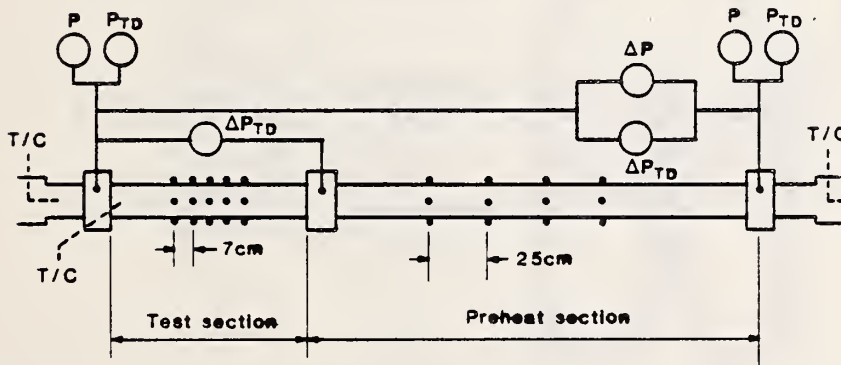 P PTD
P PTD
ΔP
ΔPTD
ΔPTD
T/C
T/C
T/C
7cm
25cm
Test section
Preheat section